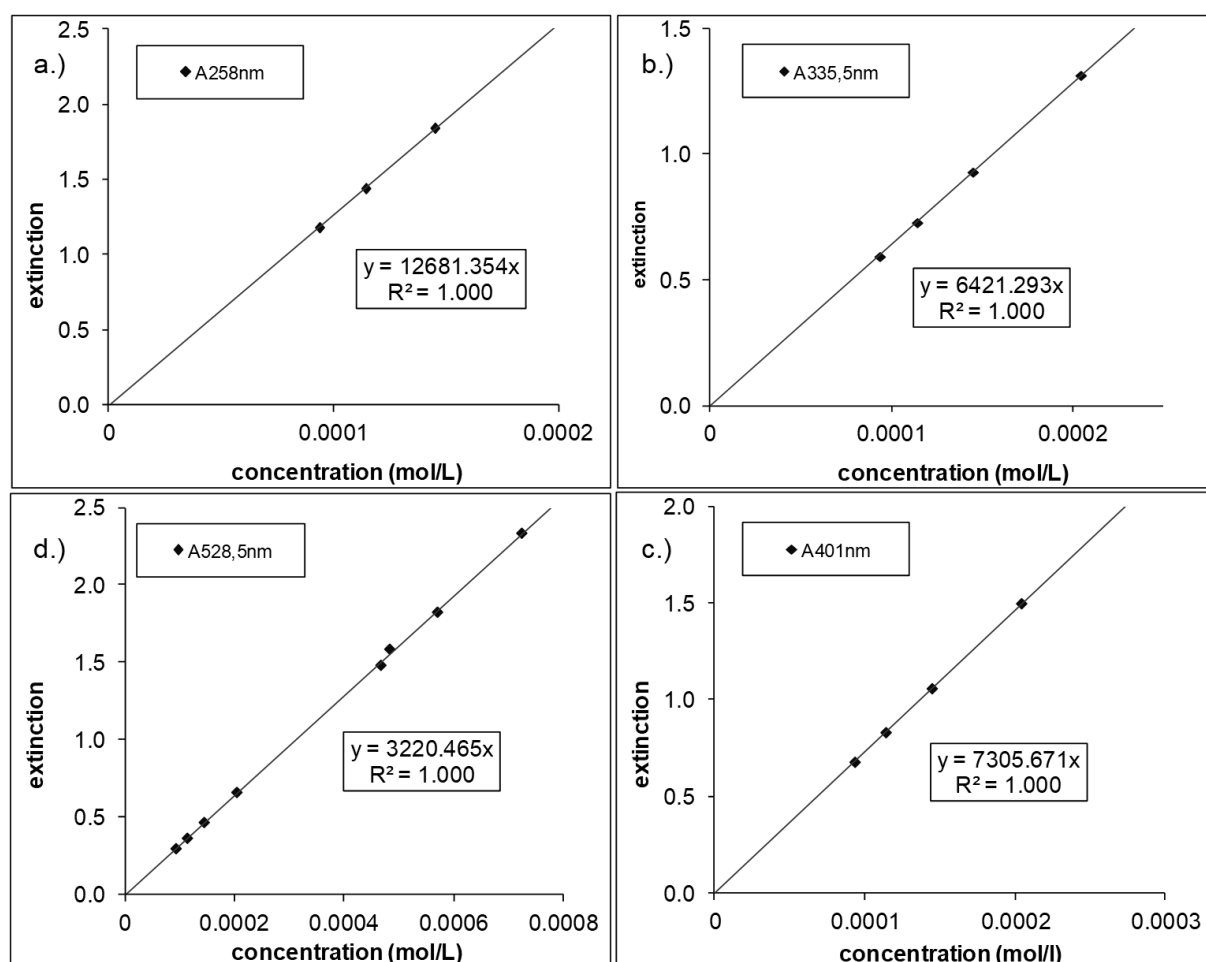 a.)
A258nm
2.5
2.0
1.5
1.0
0.5
0.0
extinction
y = 12681.354x
R² = 1.000
0
0.0001
0.0002
concentration (mol/L)
b.)
A335,5nm
1.5
1.0
0.5
0.0
extinction
y = 6421.293x
R² = 1.000
0
0.0001
0.0002
concentration (mol/L)
d.)
A528,5nm
2.5
2.0
1.5
1.0
0.5
0.0
extinction
y = 3220.465x
R² = 1.000
0
0.0002
0.0004
0.0006
0.0008
concentration (mol/L)
c.)
A401nm
2.0
1.5
1.0
0.5
0.0
extinction
y = 7305.671x
R² = 1.000
0
0.0001
0.0002
0.0003
concentration (mol/l)